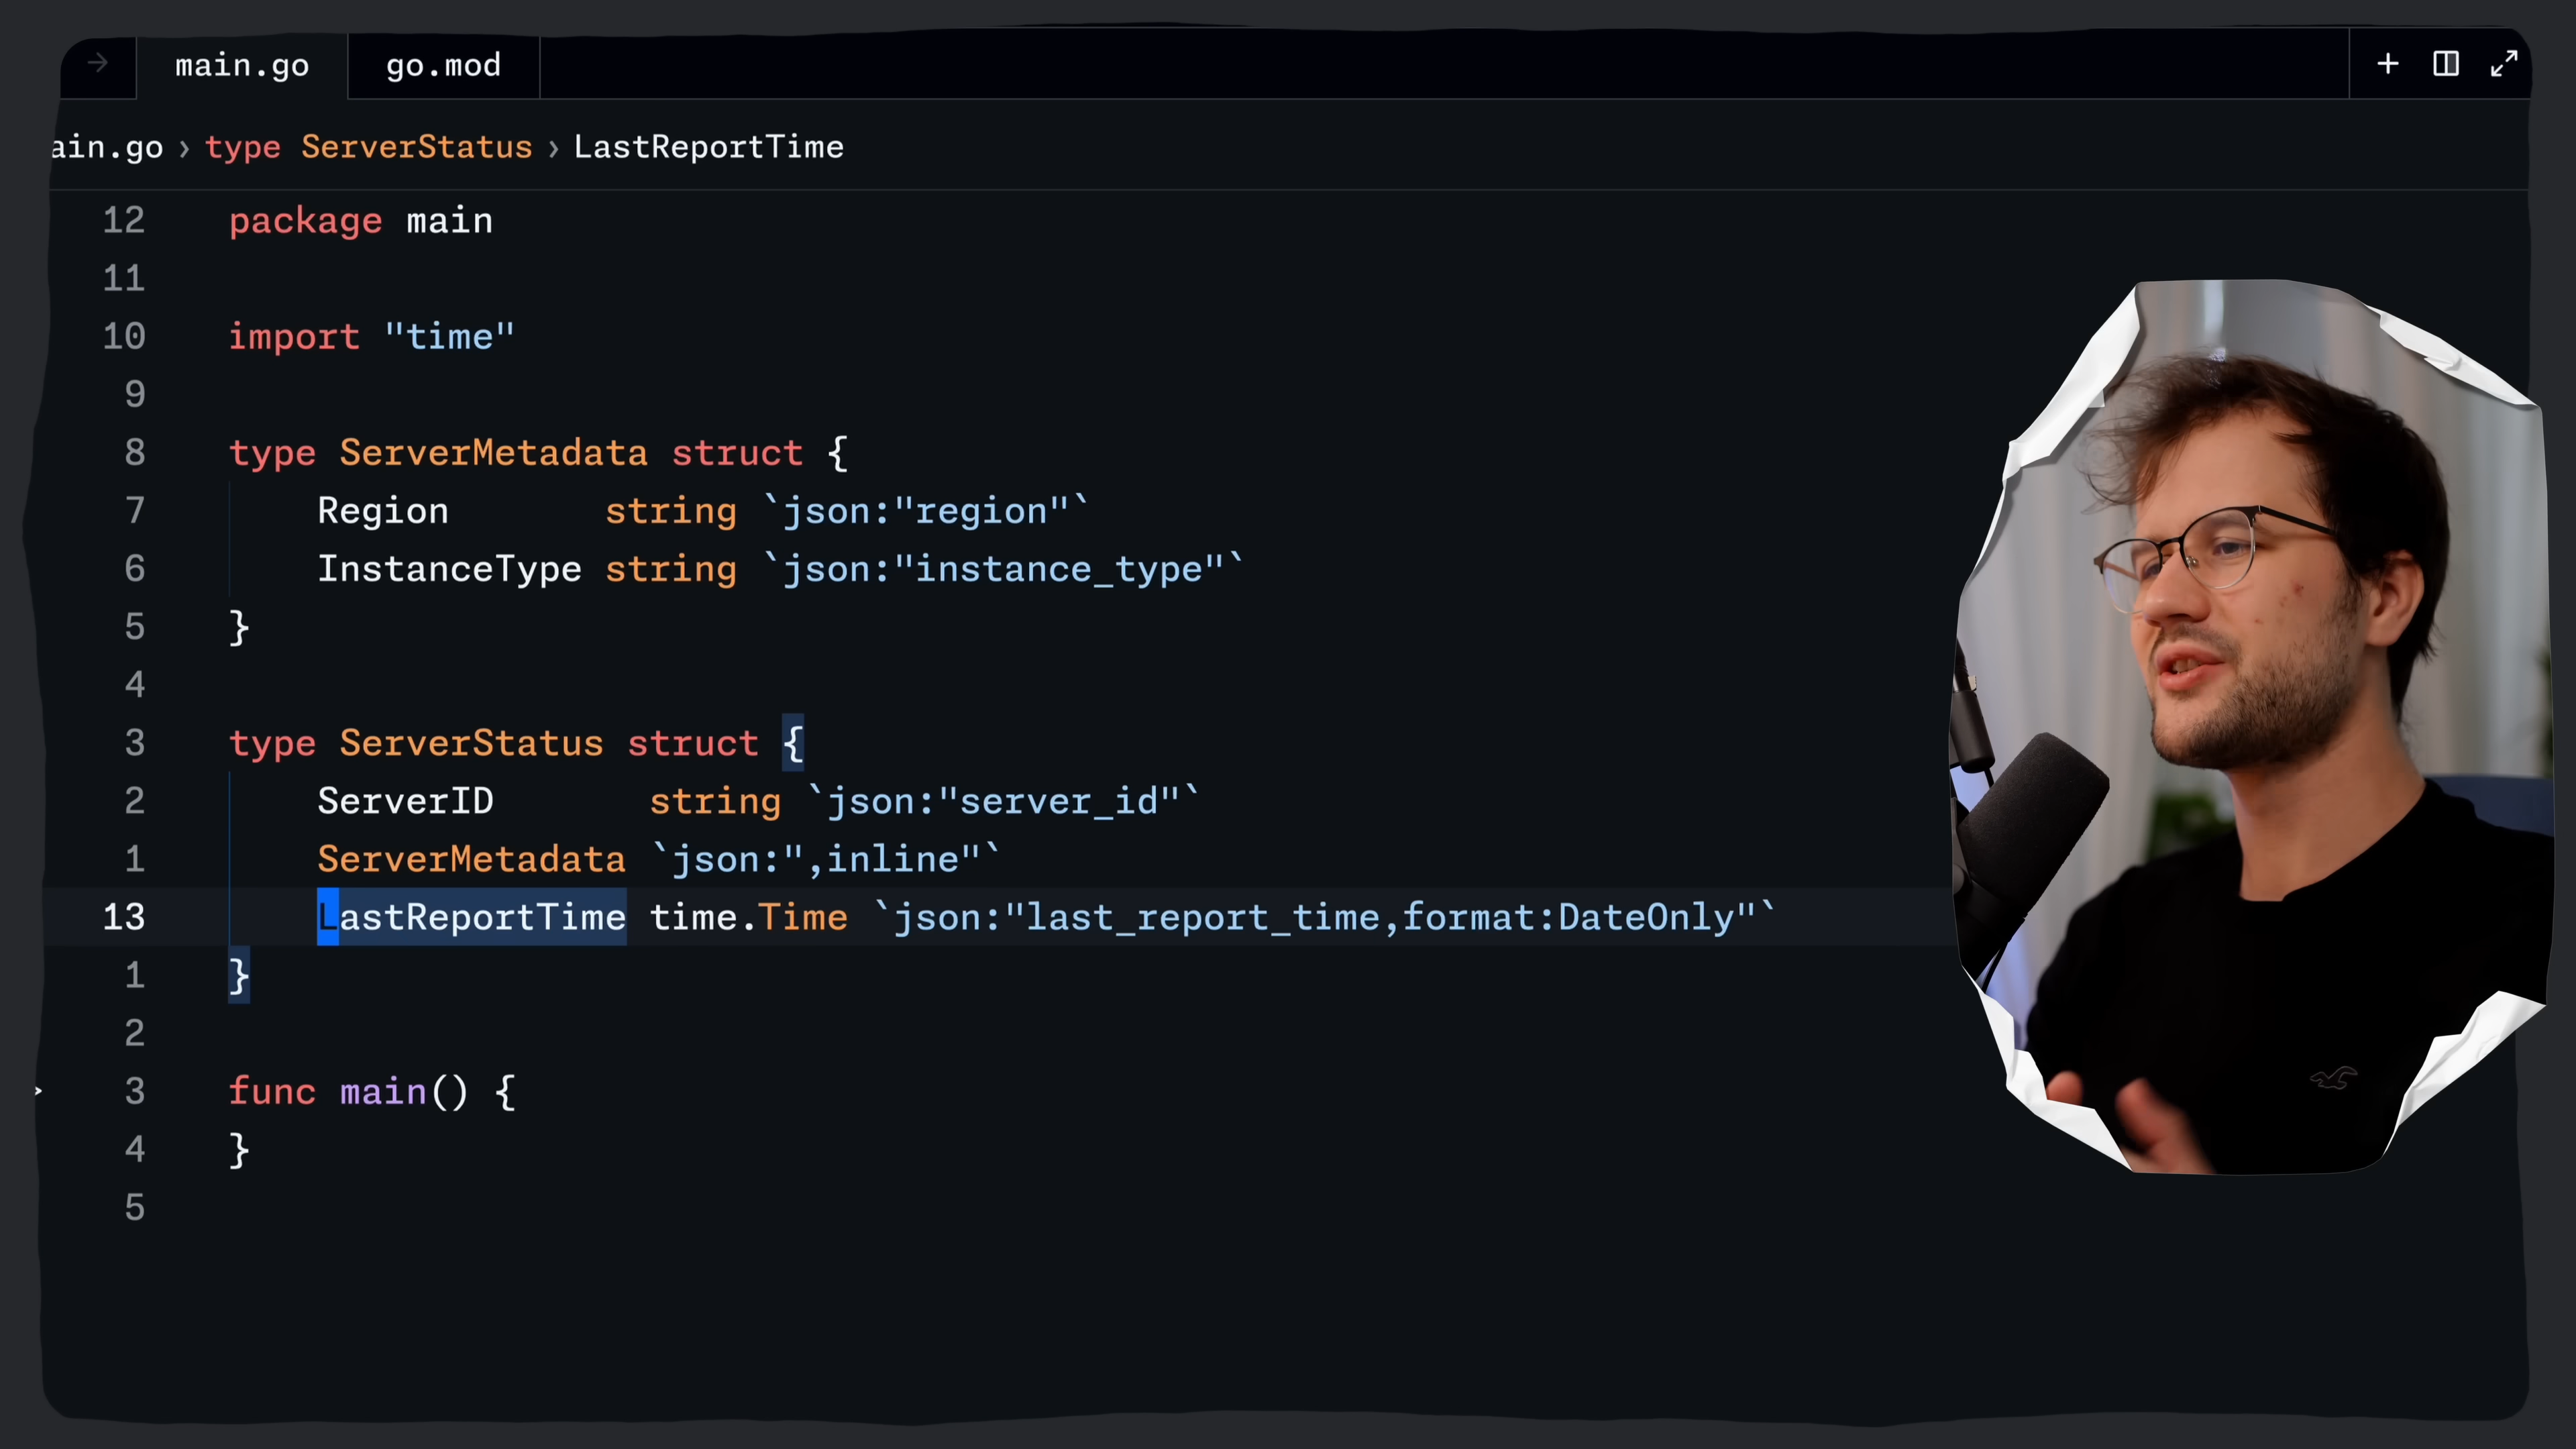 main.go
go.mod
ain.go › type ServerStatus › LastReportTime
12 package main
11
10 import "time"
9
8 type ServerMetadata struct {
7 Region string `json:"region"`
6 InstanceType string `json:"instance_type"`
5 }
4
3 type ServerStatus struct {
2 ServerID string `json:"server_id"`
1 ServerMetadata `json:",inline"`
13 LastReportTime time.Time `json:"last_report_time,format:DateOnly"`
1 }
2
3 func main() {
4 }
5